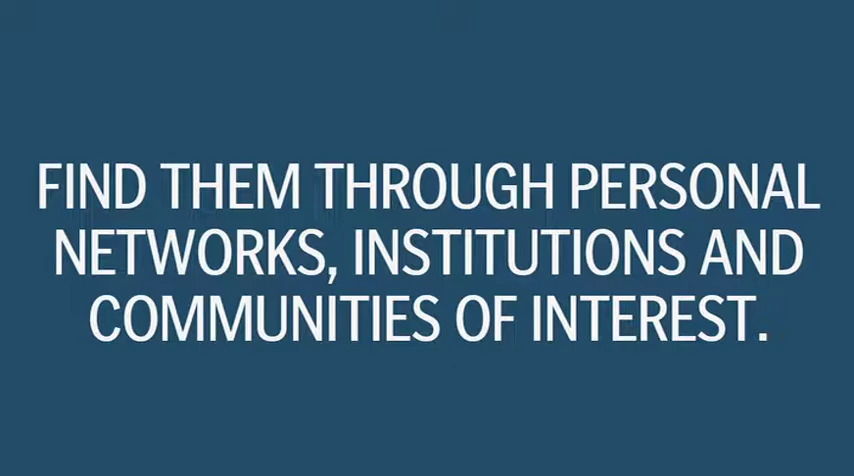 FIND THEM THROUGH PERSONAL
NETWORKS, INSTITUTIONS AND
COMMUNITIES OF INTEREST.